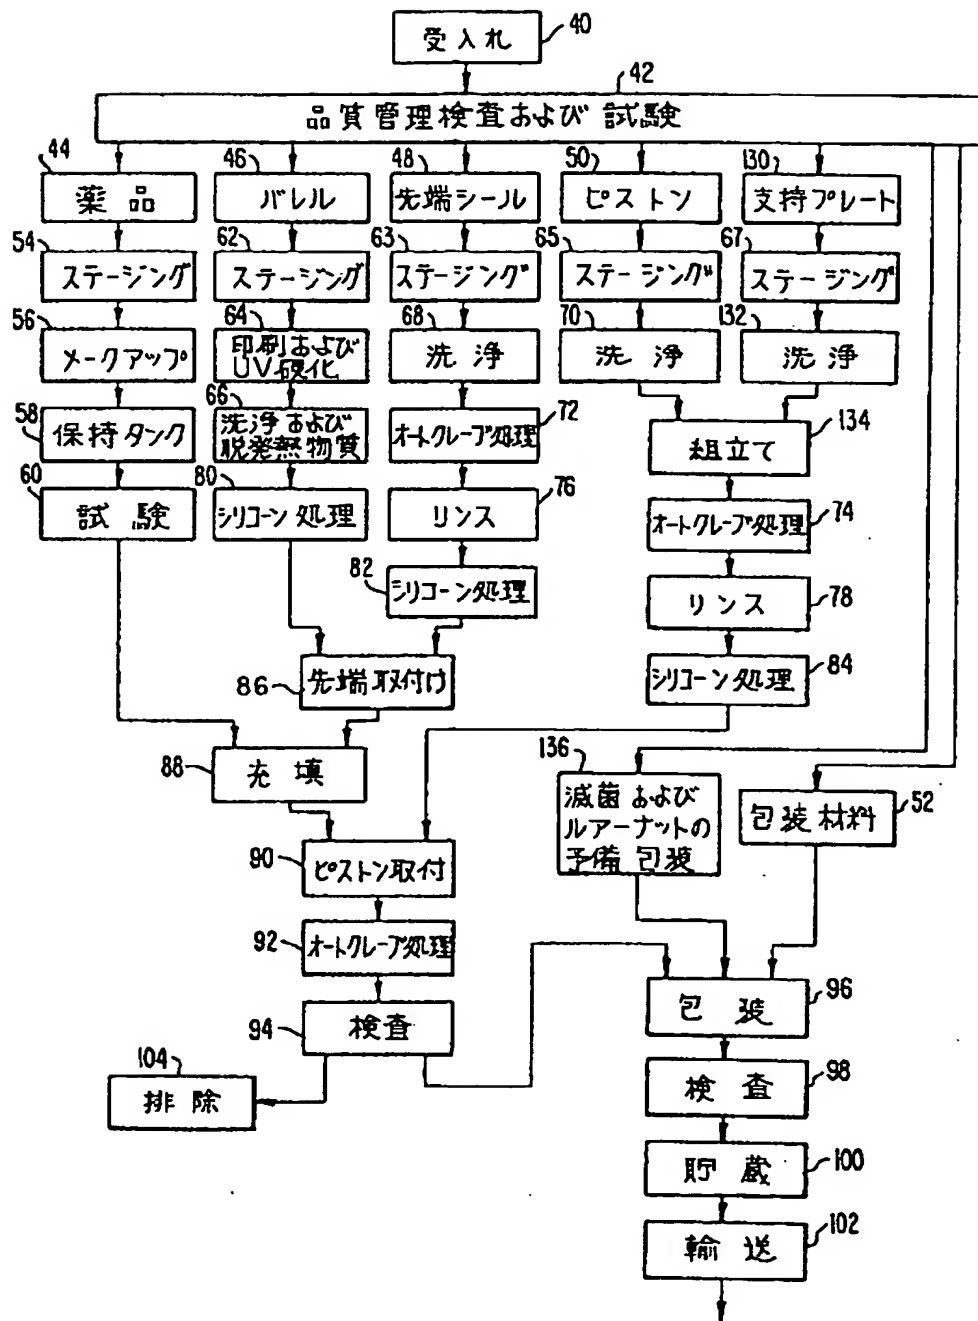 受入れ
40
42
品質管理検査および試験
44
46
48
50
130
薬品
バレル
先端シール
ピストン
支持プレート
54
62
63
65
67
ステージング
ステージング
ステージング
ステージング
ステージング
56
64
68
70
132
メークアップ
印刷および
UV硬化
洗浄
洗浄
洗浄
58
66
72
134
保持タンク
洗浄および
脱発熱物質
オートクレーブ処理
組立て
60
80
76
74
試験
シリコーン処理
リンス
オートクレーブ処理
82
シリコーン処理
リンス
78
86
先端取付け
シリコーン処理
84
88
充填
136
滅菌および
ルアーナットの
予備包装
包装材料
52
90
ピストン取付
92
オートクレーブ処理
94
検査
包装
96
104
排除
検査
98
貯蔵
100
輸送
102